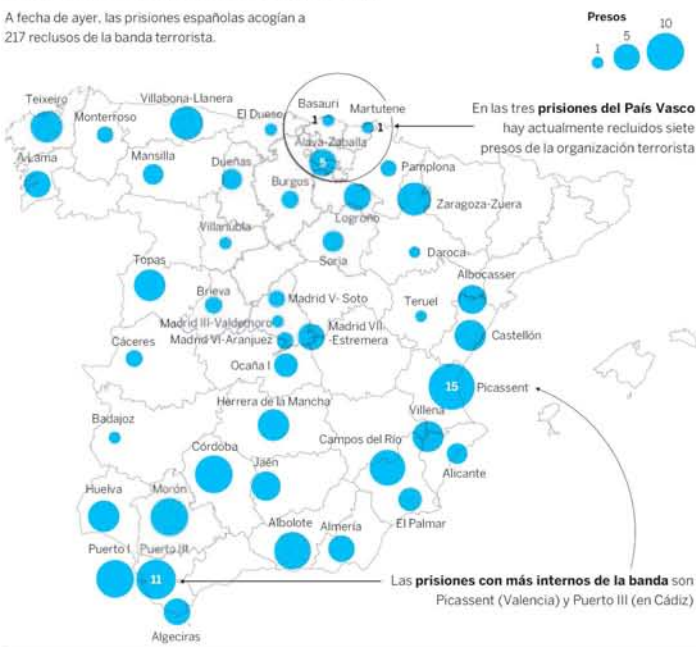 A fecha de ayer, las prisiones españolas acogían a
217 reclusos de la banda terrorista.
Presos
1 5 10
En las tres prisiones del País Vasco
hay actualmente recluidos siete
presos de la organización terrorista
Teixeiro
Monterroso
Villabona-Llanera
El Dueso
Basauri
1
Martutene
1
Alava-Zaballa
5
A Lama
Mansilla
Dueñas
Burgos
Pamplona
Logroño
Zaragoza-Zuera
Villanubla
Soria
Daroca
Topas
Brieva
Madrid V- Soto
Teruel
Albocasser
Madrid III-Valdemoro
Madrid VI-Aranjuez
Madrid VII
-Estremera
Castellón
Cáceres
Ocaña I
15
Picassent
Herrera de la Mancha
Villena
Badajoz
Córdoba
Campos del Río
Jaén
Alicante
Huelva
Morón
El Palmar
Albolote
Almería
Puerto I
Puerto III
11
Las prisiones con más internos de la banda son
Picassent (Valencia) y Puerto III (en Cádiz)
Algeciras